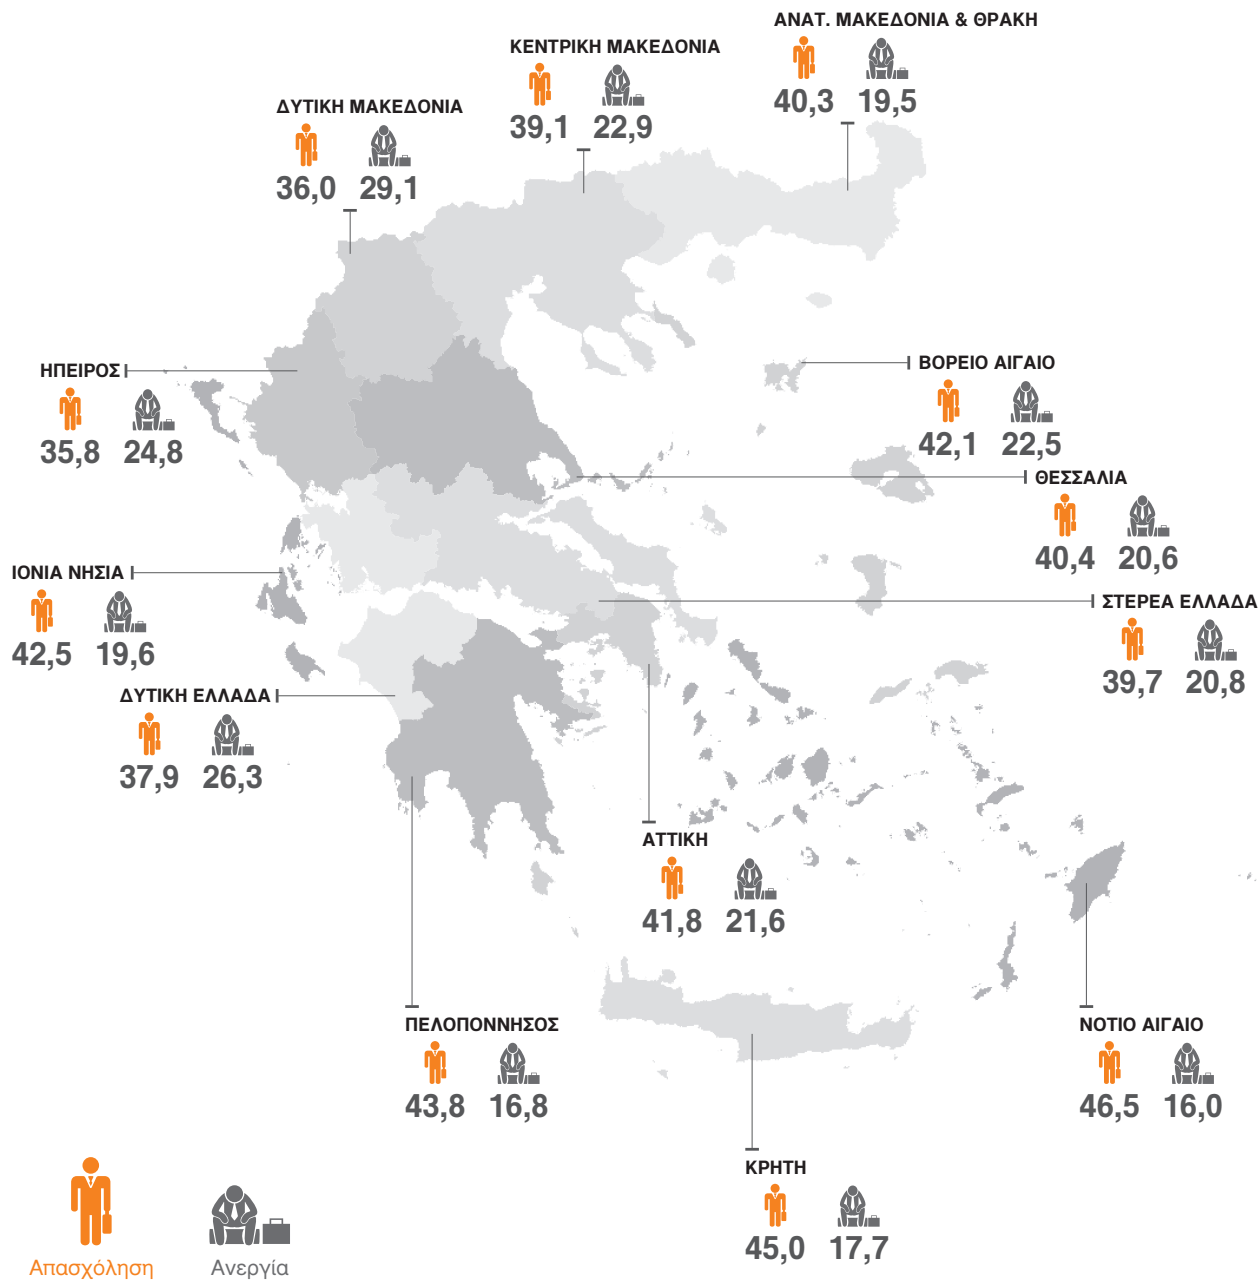 ΑΝΑΤ. ΜΑΚΕΔΟΝΙΑ & ΘΡΑΚΗ
40,3 19,5
ΚΕΝΤΡΙΚΗ ΜΑΚΕΔΟΝΙΑ
39,1 22,9
ΔΥΤΙΚΗ ΜΑΚΕΔΟΝΙΑ
36,0 29,1
ΗΠΕΙΡΟΣ
35,8 24,8
ΒΟΡΕΙΟ ΑΙΓΑΙΟ
42,1 22,5
ΘΕΣΣΑΛΙΑ
40,4 20,6
ΙΟΝΙΑ ΝΗΣΙΑ
42,5 19,6
ΣΤΕΡΕΑ ΕΛΛΑΔΑ
39,7 20,8
ΔΥΤΙΚΗ ΕΛΛΑΔΑ
37,9 26,3
ΑΤΤΙΚΗ
41,8 21,6
ΠΕΛΟΠΟΝΝΗΣΟΣ
43,8 16,8
ΝΟΤΙΟ ΑΙΓΑΙΟ
46,5 16,0
ΚΡΗΤΗ
45,0 17,7
Απασχόληση Ανεργία